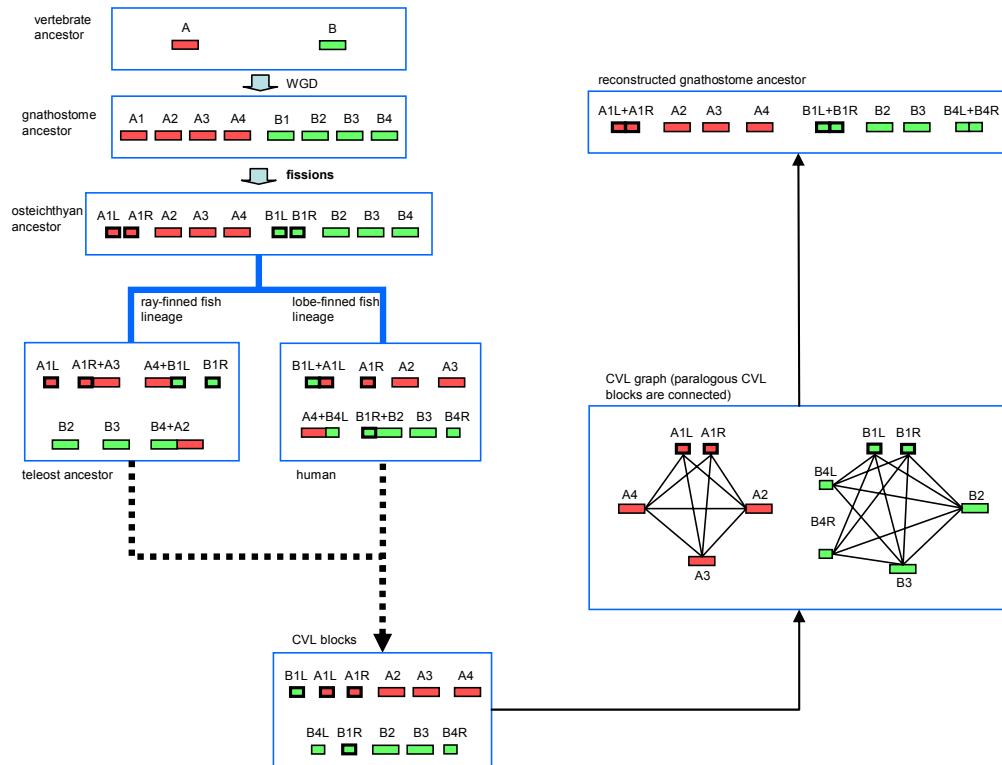 vertebrate
ancestor
A
B
WGD
gnathostome
ancestor
A1 A2 A3 A4 B1 B2 B3 B4
fissions
osteichthyan
ancestor
A1L A1R A2 A3 A4 B1L B1R B2 B3 B4
ray-finned fish
lineage
lobe-finned fish
lineage
A1L A1R+A3 A4+B1L B1R
B2 B3 B4+A2
teleost ancestor
B1L+A1L A1R A2 A3
A4+B4L B1R+B2 B3 B4R
human
CVL blocks
B1L A1L A1R A2 A3 A4
B4L B1R B2 B3 B4R
reconstructed gnathostome ancestor
A1L+A1R A2 A3 A4 B1L+B1R B2 B3 B4L+B4R
CVL graph (paralogous CVL
blocks are connected)
A1L A1R
A4
A2
A3
B1L B1R
B4L
B2
B4R
B3